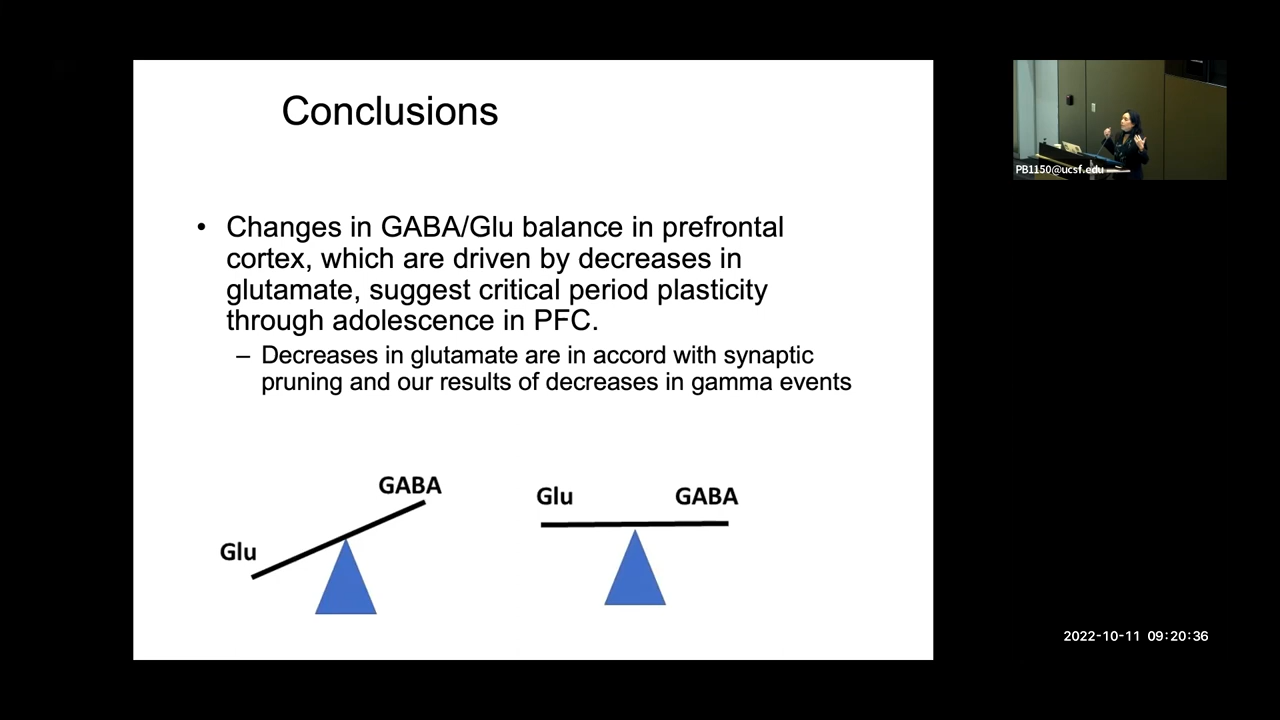 Conclusions
• Changes in GABA/Glu balance in prefrontal
cortex, which are driven by decreases in
glutamate, suggest critical period plasticity
through adolescence in PFC.
– Decreases in glutamate are in accord with synaptic
pruning and our results of decreases in gamma events
GABA
Glu
Glu
GABA
PB1150@ucsf.edu
2022-10-11 09:20:36